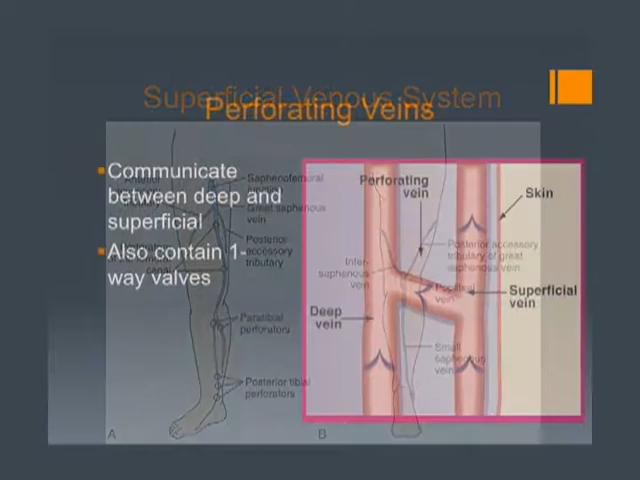 Superficial Venous System
Perforating Veins
Communicate
between deep and
superficial
Also contain 1-
way valves
Saphenofemoral
junction
Great saphenous
vein
Posterior
accessory
tributary
canal
Paratibial
perforators
Posterior tibial
perforators
A
Perforating
vein
Skin
Posterior accessory
tributary of great
saphenous vein
Inter-
saphenous
vein
Popliteal
vein
Superficial
vein
Deep
vein
Small
saphenous
vein
B